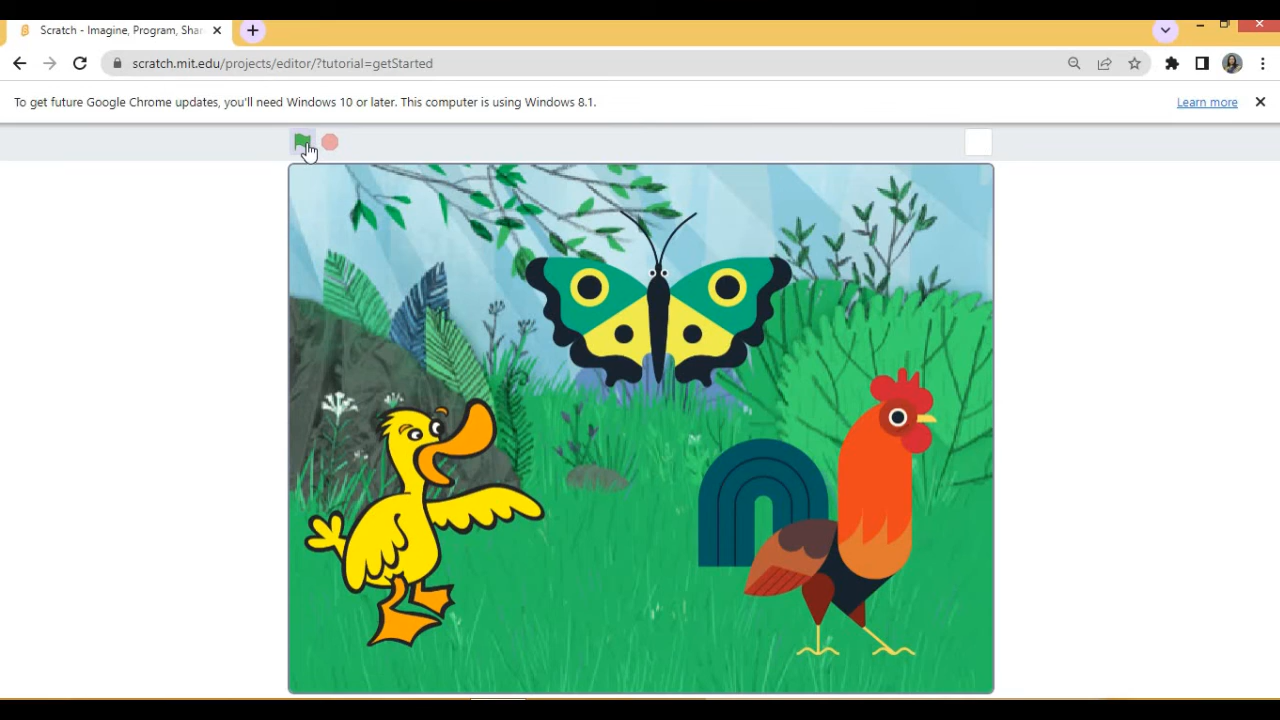 Scratch - Imagine, Program, Shar
scratch.mit.edu/projects/editor/?tutorial=getStarted
To get future Google Chrome updates, you'll need Windows 10 or later. This computer is using Windows 8.1.
Learn more